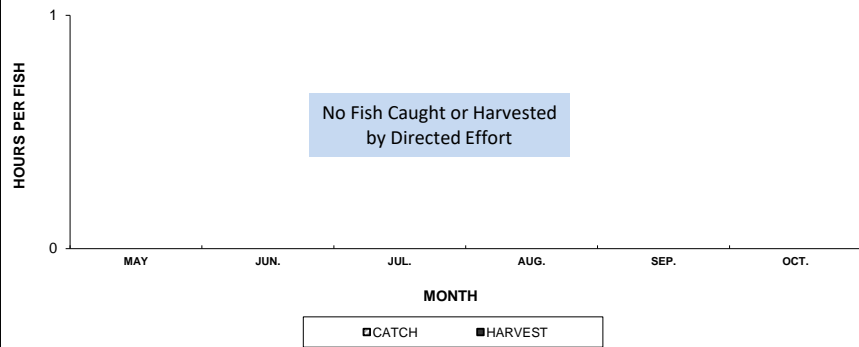 1
HOURS PER FISH
No Fish Caught or Harvested
by Directed Effort
0
MAY JUN. JUL. AUG. SEP. OCT.
MONTH
CATCH HARVEST